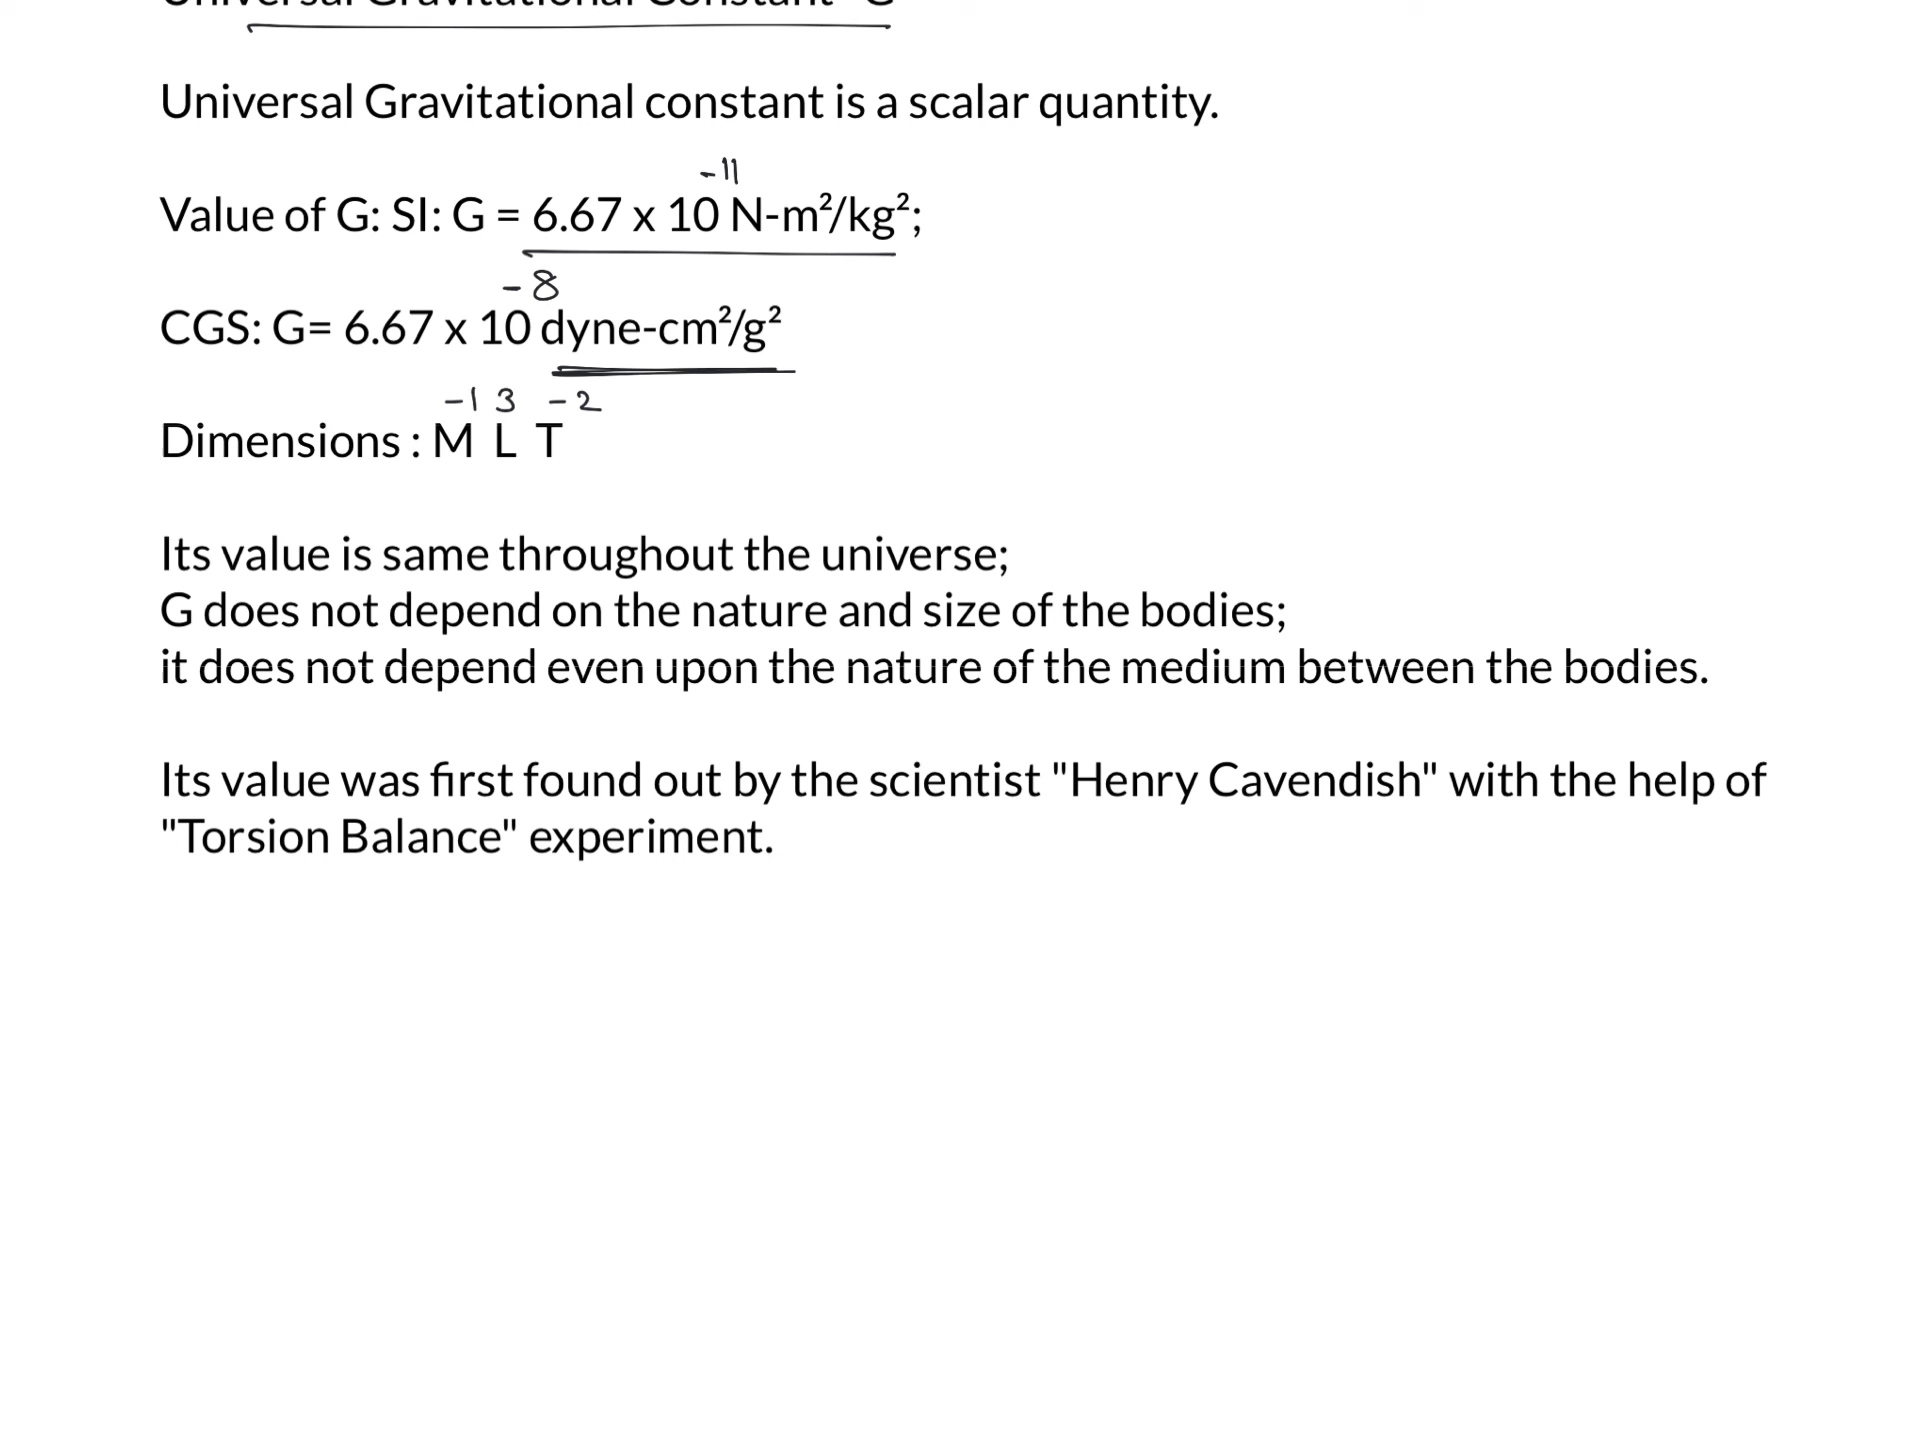 Universal Gravitational Constant "G"
Universal Gravitational constant is a scalar quantity.
-11
Value of G: SI: G = 6.67 x 10 N-m²/kg²;
-8
CGS: G= 6.67 x 10 dyne-cm²/g²
-1 3 -2
Dimensions : M L T
Its value is same throughout the universe;
G does not depend on the nature and size of the bodies;
it does not depend even upon the nature of the medium between the bodies.
Its value was first found out by the scientist "Henry Cavendish" with the help of
"Torsion Balance" experiment.